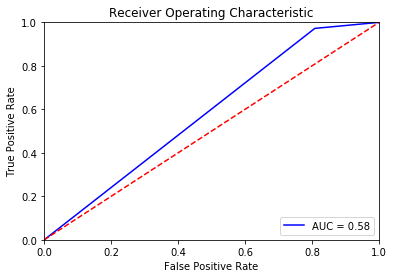 Receiver Operating Characteristic
1.0
0.8
0.6
0.4
0.2
0.0
True Positive Rate
AUC = 0.58
0.0 0.2 0.4 0.6 0.8 1.0
False Positive Rate